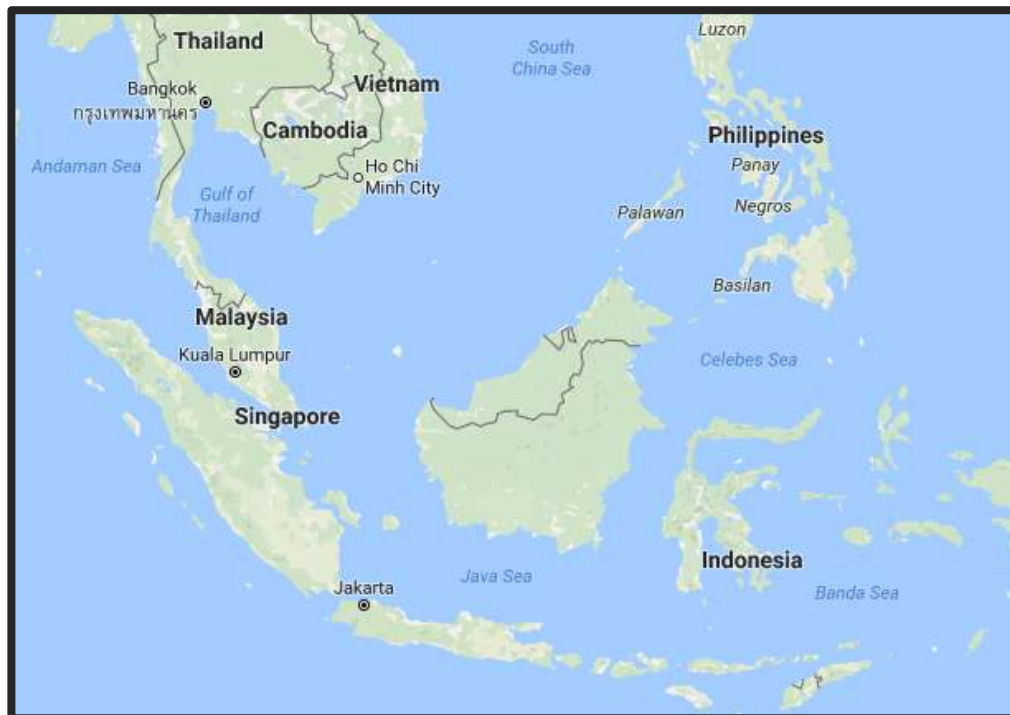 Luzon
Thailand
South
China Sea
Vietnam
Bangkok
กรุงเทพมหานคร
Cambodia
Philippines
Andaman Sea
Ho Chi
Minh City
Panay
Gulf of
Thailand
Palawan
Negros
Basilan
Malaysia
Kuala Lumpur
Celebes Sea
Singapore
Indonesia
Java Sea
Jakarta
Banda Sea